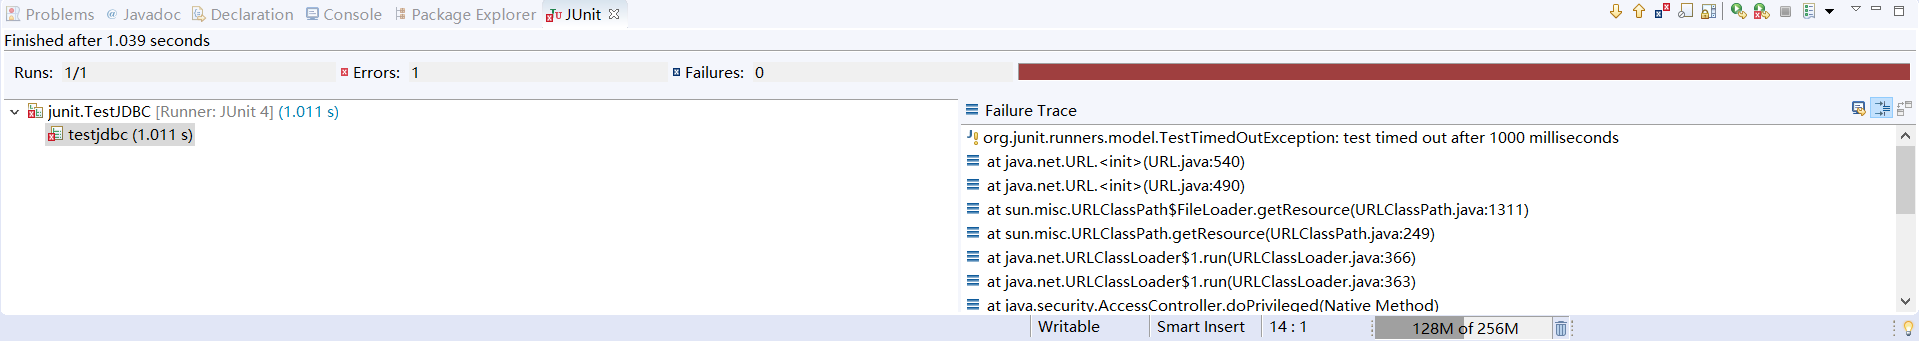 Problems @ Javadoc Declaration Console Package Explorer JUnit
Finished after 1.039 seconds
Runs: 1/1 Errors: 1 Failures: 0
junit.TestJDBC [Runner: JUnit 4] (1.011 s)
testjdbc (1.011 s)
Failure Trace
org.junit.runners.model.TestTimedOutException: test timed out after 1000 milliseconds
at java.net.URL.<init>(URL.java:540)
at java.net.URL.<init>(URL.java:490)
at sun.misc.URLClassPath$FileLoader.getResource(URLClassPath.java:1311)
at sun.misc.URLClassPath.getResource(URLClassPath.java:249)
at java.net.URLClassLoader$1.run(URLClassLoader.java:366)
at java.net.URLClassLoader$1.run(URLClassLoader.java:363)
at java.security.AccessController.doPrivileged(Native Method)
Writable Smart Insert 14 : 1 128M of 256M